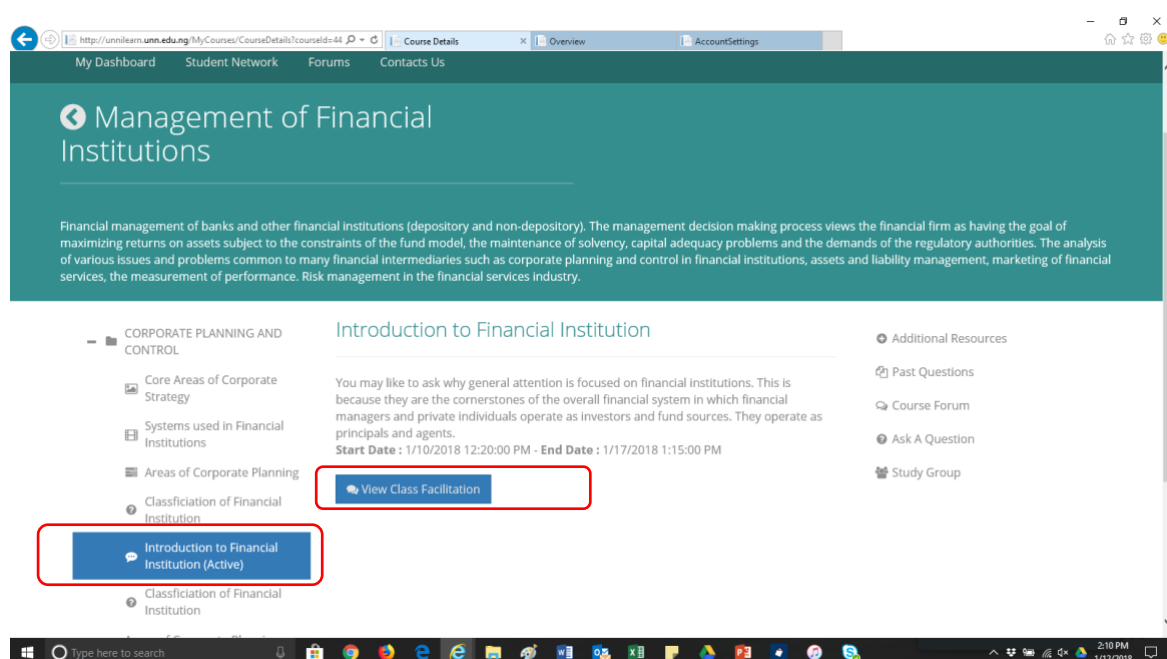 http://unnilearn.unn.edu.ng/MyCourses/CourseDetails?courseId=44
Course Details
Overview
AccountSettings
My Dashboard
Student Network
Forums
Contacts Us
Management of Financial
Institutions
Financial management of banks and other financial institutions (depository and non-depository). The management decision making process views the financial firm as having the goal of
maximizing returns on assets subject to the constraints of the fund model, the maintenance of solvency, capital adequacy problems and the demands of the regulatory authorities. The analysis
of various issues and problems common to many financial intermediaries such as corporate planning and control in financial institutions, assets and liability management, marketing of financial
services, the measurement of performance. Risk management in the financial services industry.
CORPORATE PLANNING AND
CONTROL
Core Areas of Corporate
Strategy
Systems used in Financial
Institutions
Areas of Corporate Planning
Classficiation of Financial
Institution
Introduction to Financial
Institution (Active)
Classficiation of Financial
Institution
Introduction to Financial Institution
You may like to ask why general attention is focused on financial institutions. This is
because they are the cornerstones of the overall financial system in which financial
managers and private individuals operate as investors and fund sources. They operate as
principals and agents.
Start Date : 1/10/2018 12:20:00 PM - End Date : 1/17/2018 1:15:00 PM
View Class Facilitation
Additional Resources
Past Questions
Course Forum
Ask A Question
Study Group
Type here to search
2:10 PM